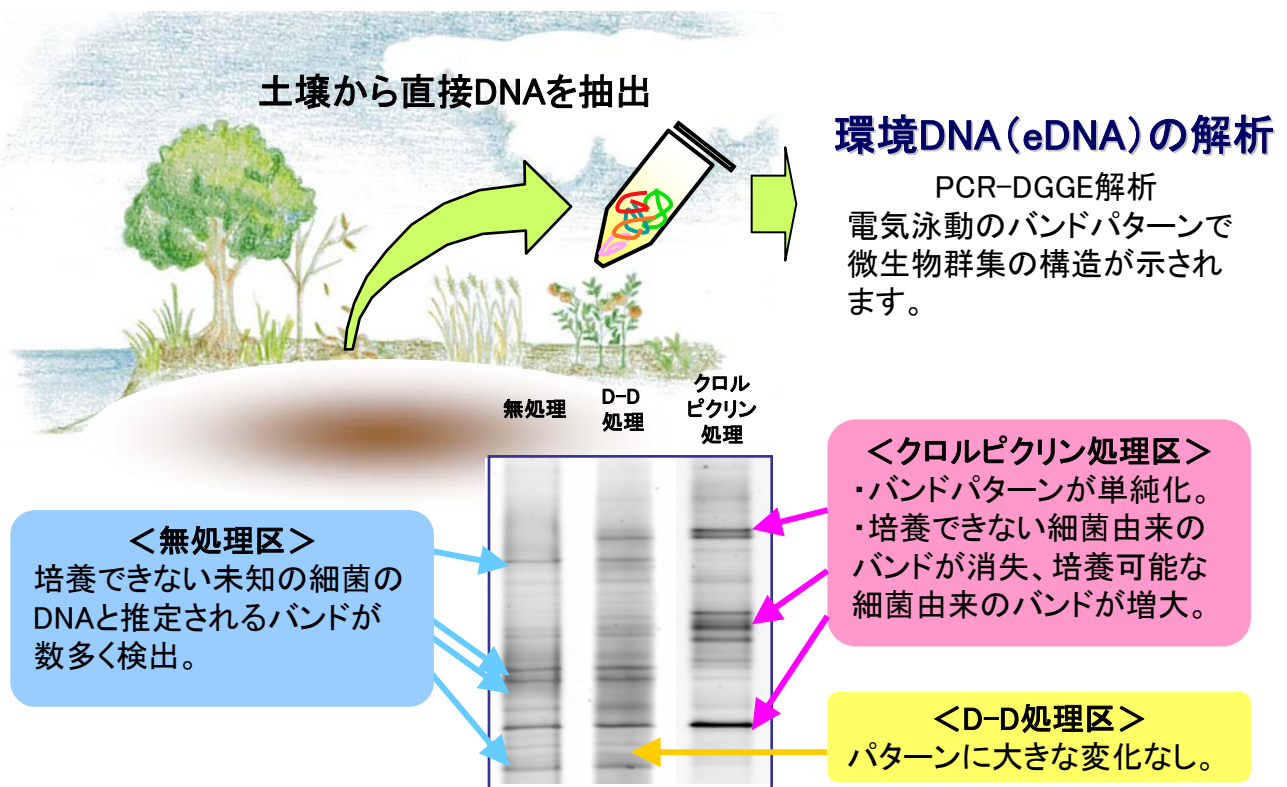 土壌から直接DNAを抽出
環境DNA(eDNA)の解析
PCR-DGGE解析
電気泳動のバンドパターンで
微生物群集の構造が示され
ます。
無処理
D-D
処理
クロル
ピクリン
処理
<無処理区>
培養できない未知の細菌の
DNAと推定されるバンドが
数多く検出。
<クロルピクリン処理区>
・バンドパターンが単純化。
・培養できない細菌由来の
バンドが消失、培養可能な
細菌由来のバンドが増大。
<D-D処理区>
パターンに大きな変化なし。